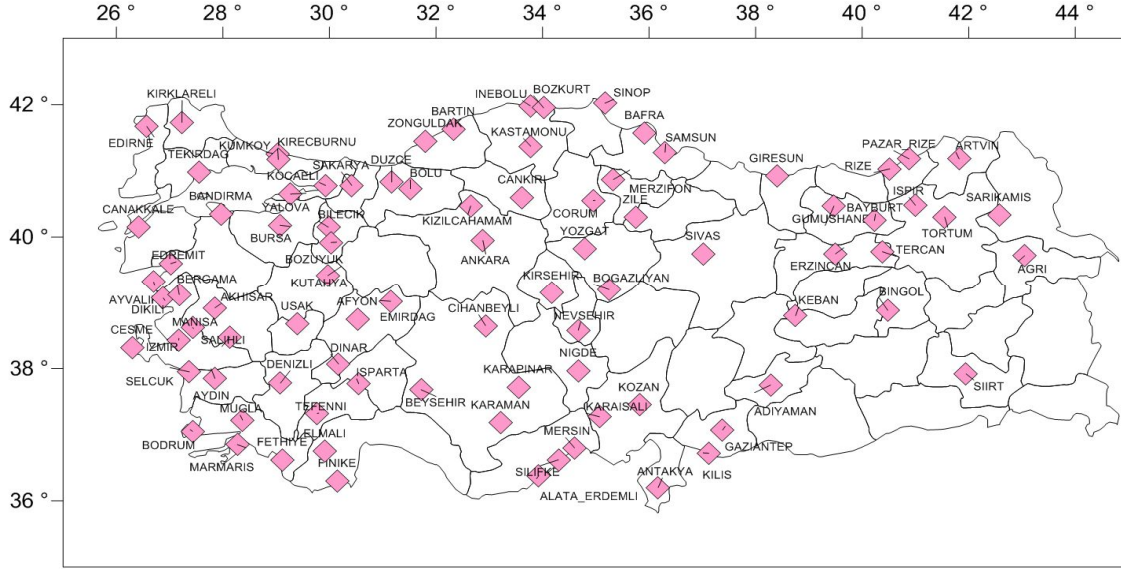 26 ° 28 ° 30 ° 32 ° 34 ° 36 ° 38 ° 40 ° 42 ° 44 °
42 °
40 °
38 °
36 °
KIRKLARELI
EDIRNE
TEKIRDAG
KUMKOY
KIRECBURNU
SAKARYA
KOCAELI
BANDIRMA
YALOVA
CANAKKALE
BURSA
BILECIK
BOZUYUK
KUTAHYA
EDREMIT
BERGAMA
AYVALIK
DIKILI
AKHISAR
MANISA
CESME
IZMIR
SALIHLI
USAK
AFYON
EMIRDAG
SELCUK
AYDIN
DENIZLI
DINAR
ISPARTA
MUGLA
BODRUM
MARMARIS
FETHIYE
TEFENNI
ELMALI
FINIKE
BARTIN
ZONGULDAK
DUZCE
BOLU
INEBOLU
BOZKURT
KASTAMONU
SINOP
BAFRA
SAMSUN
CANKIRI
KIZILCAHAMAM
ANKARA
CORUM
MERZIFON
ZILE
YOZGAT
KIRSEHIR
BOGAZLIYAN
CIHANBEYLI
NEVSEHIR
NIGDE
KARAPINAR
BEYSEHIR
KARAMAN
KOZAN
KARAISALI
MERSIN
SILIFKE
ALATA_ERDEMLI
ANTAKYA
KILIS
GAZIANTEP
ADIYAMAN
SIVAS
GIRESUN
PAZAR_RIZE
RIZE
ARTVIN
ISPIR
BAYBURT
GUMUSHANE
SARIKAMIS
TORTUM
ERZINCAN
TERCAN
AGRI
KEBAN
BINGOL
SIIRT